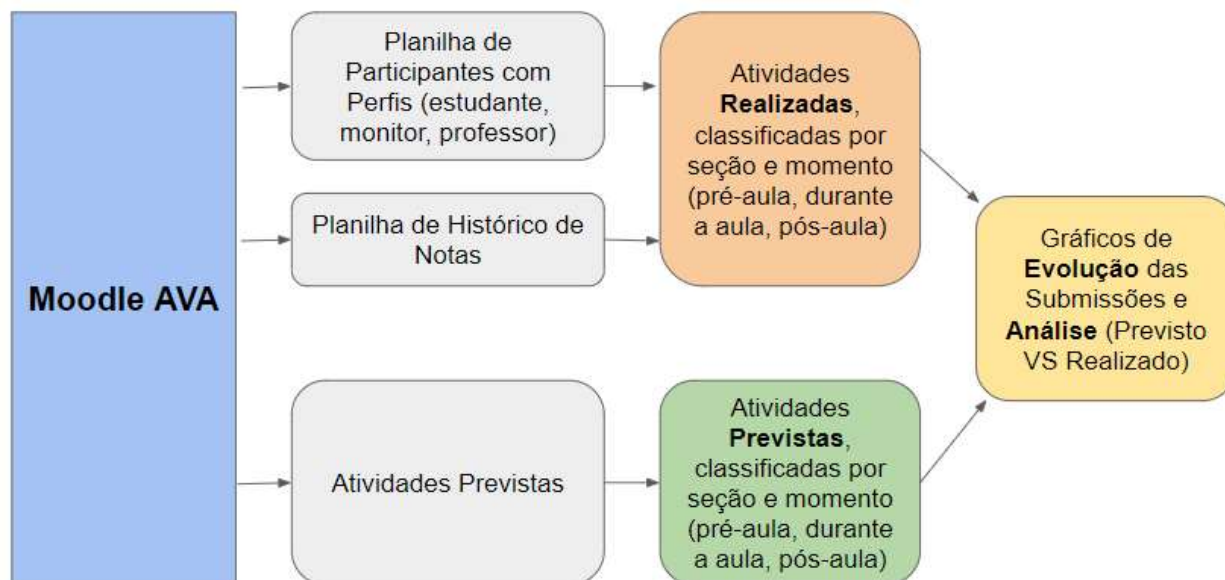 Moodle AVA
Planilha de
Participantes com
Perfis (estudante,
monitor, professor)
Planilha de Histórico de
Notas
Atividades Previstas
Atividades
Realizadas,
classificadas por
seção e momento
(pré-aula, durante
a aula, pós-aula)
Atividades
Previstas,
classificadas por
seção e momento
(pré-aula, durante
a aula, pós-aula)
Gráficos de
Evolução das
Submissões e
Análise (Previsto
VS Realizado)